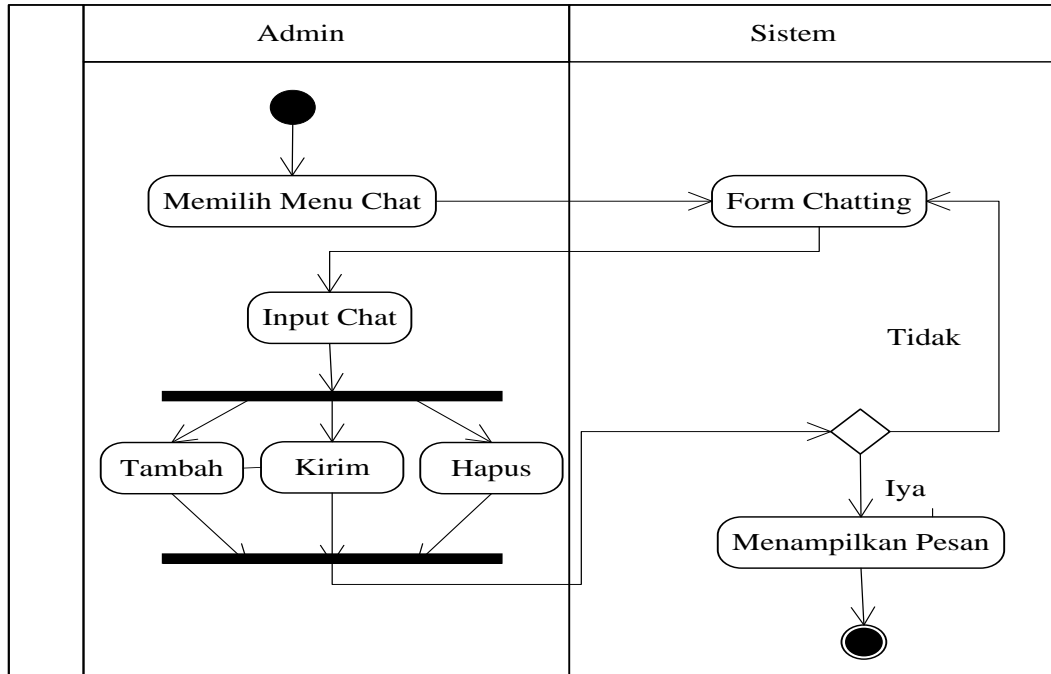 Admin
Sistem
Memilih Menu Chat
Form Chatting
Input Chat
Tidak
Tambah
Kirim
Hapus
Iya
Menampilkan Pesan